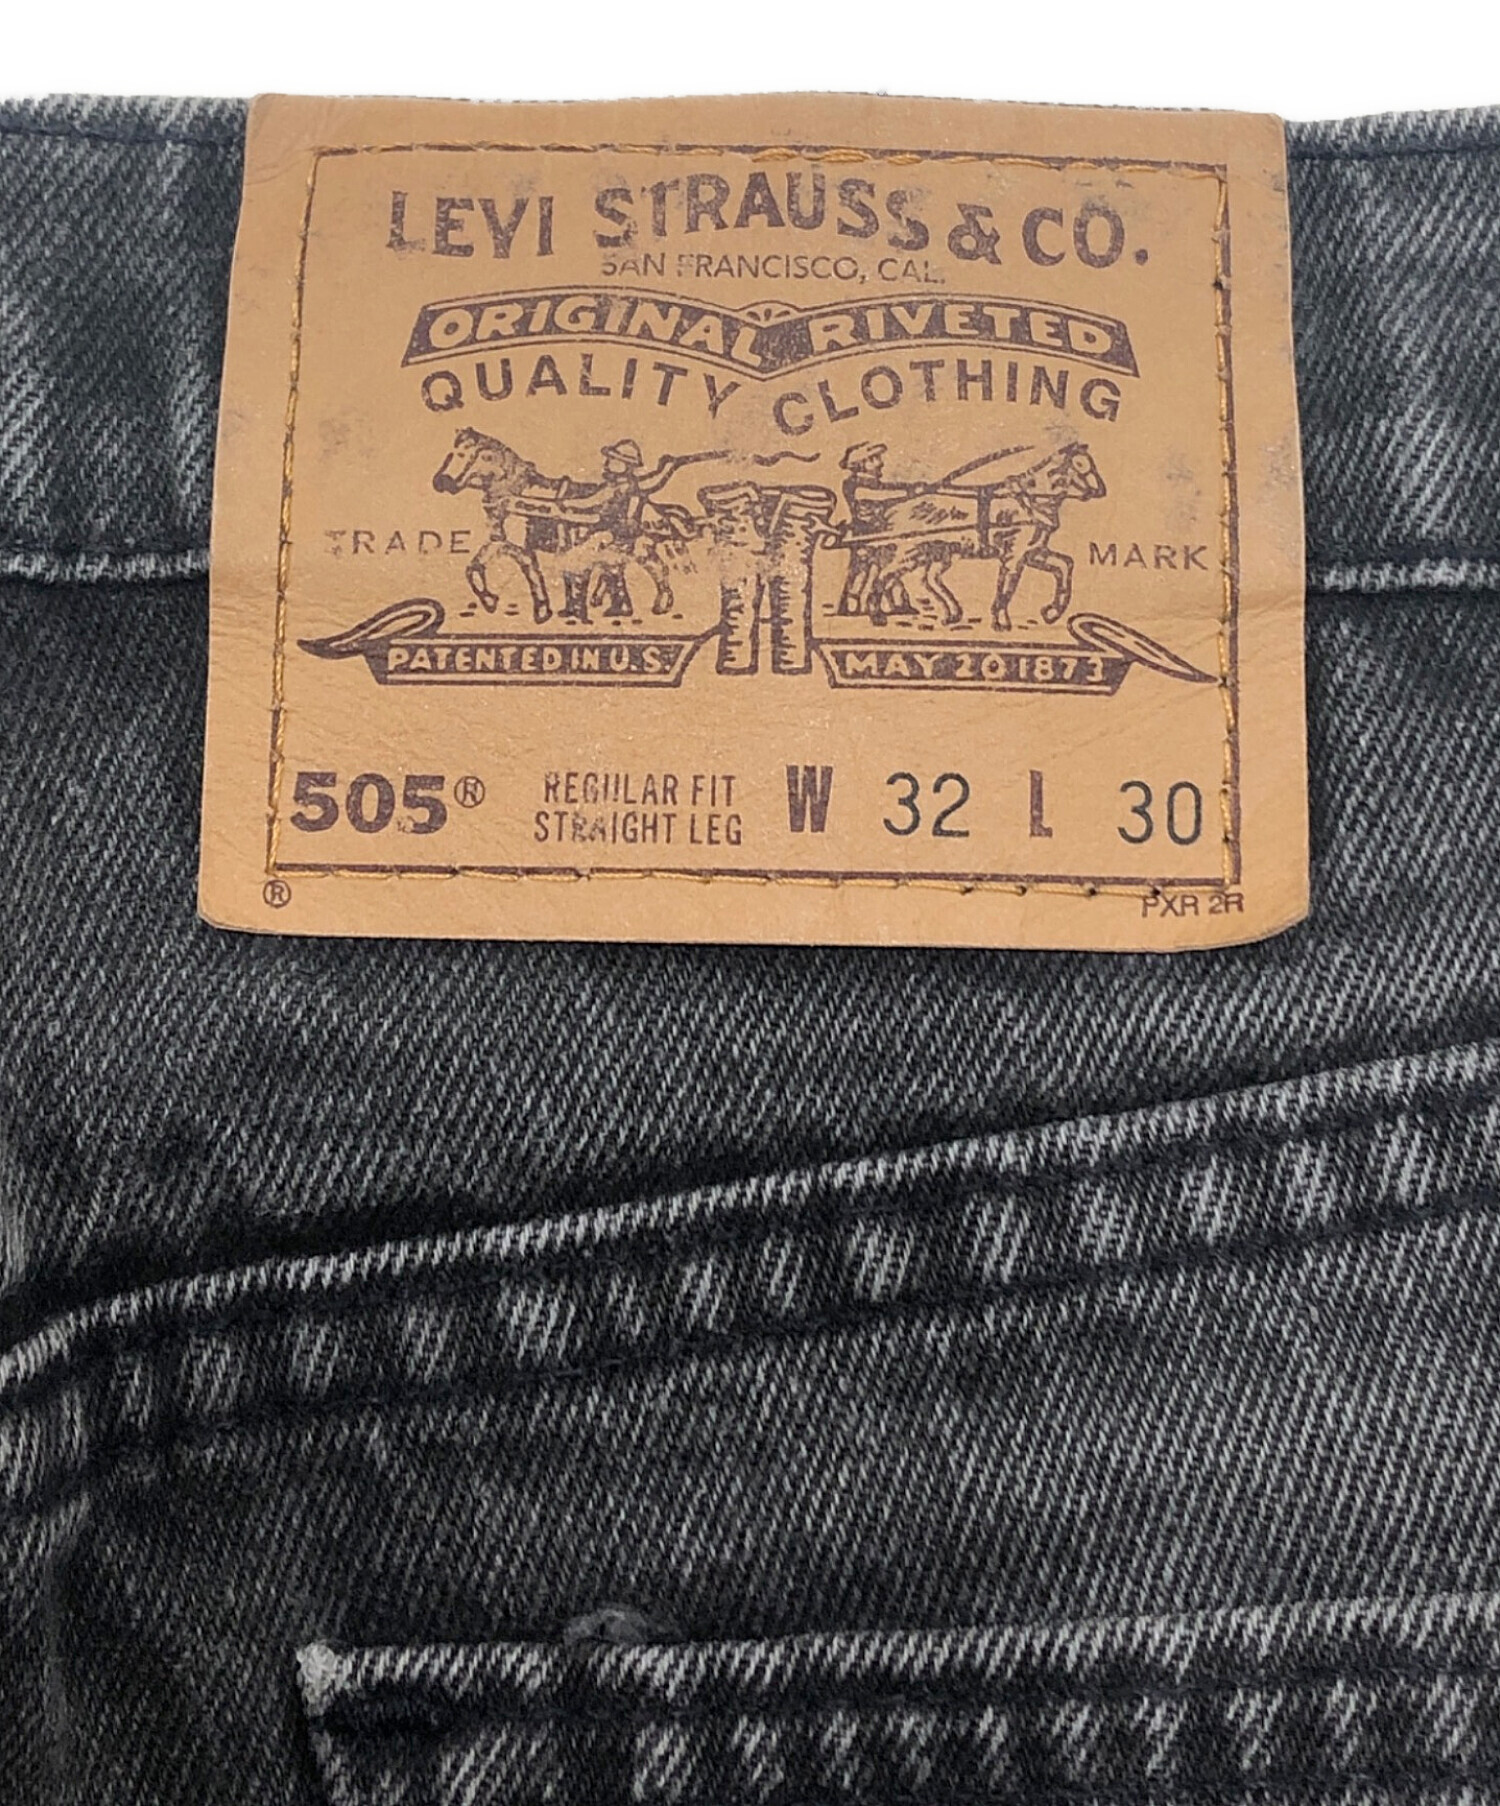 LEVI STRAUSS & CO.
SAN FRANCISCO, CAL.
ORIGINAL RIVETED
QUALITY CLOTHING
TRADE MARK
PATENTED IN U.S. MAY 20 1873
505® REGULAR FIT W 32 L 30
STRAIGHT LEG
® PXR 2R